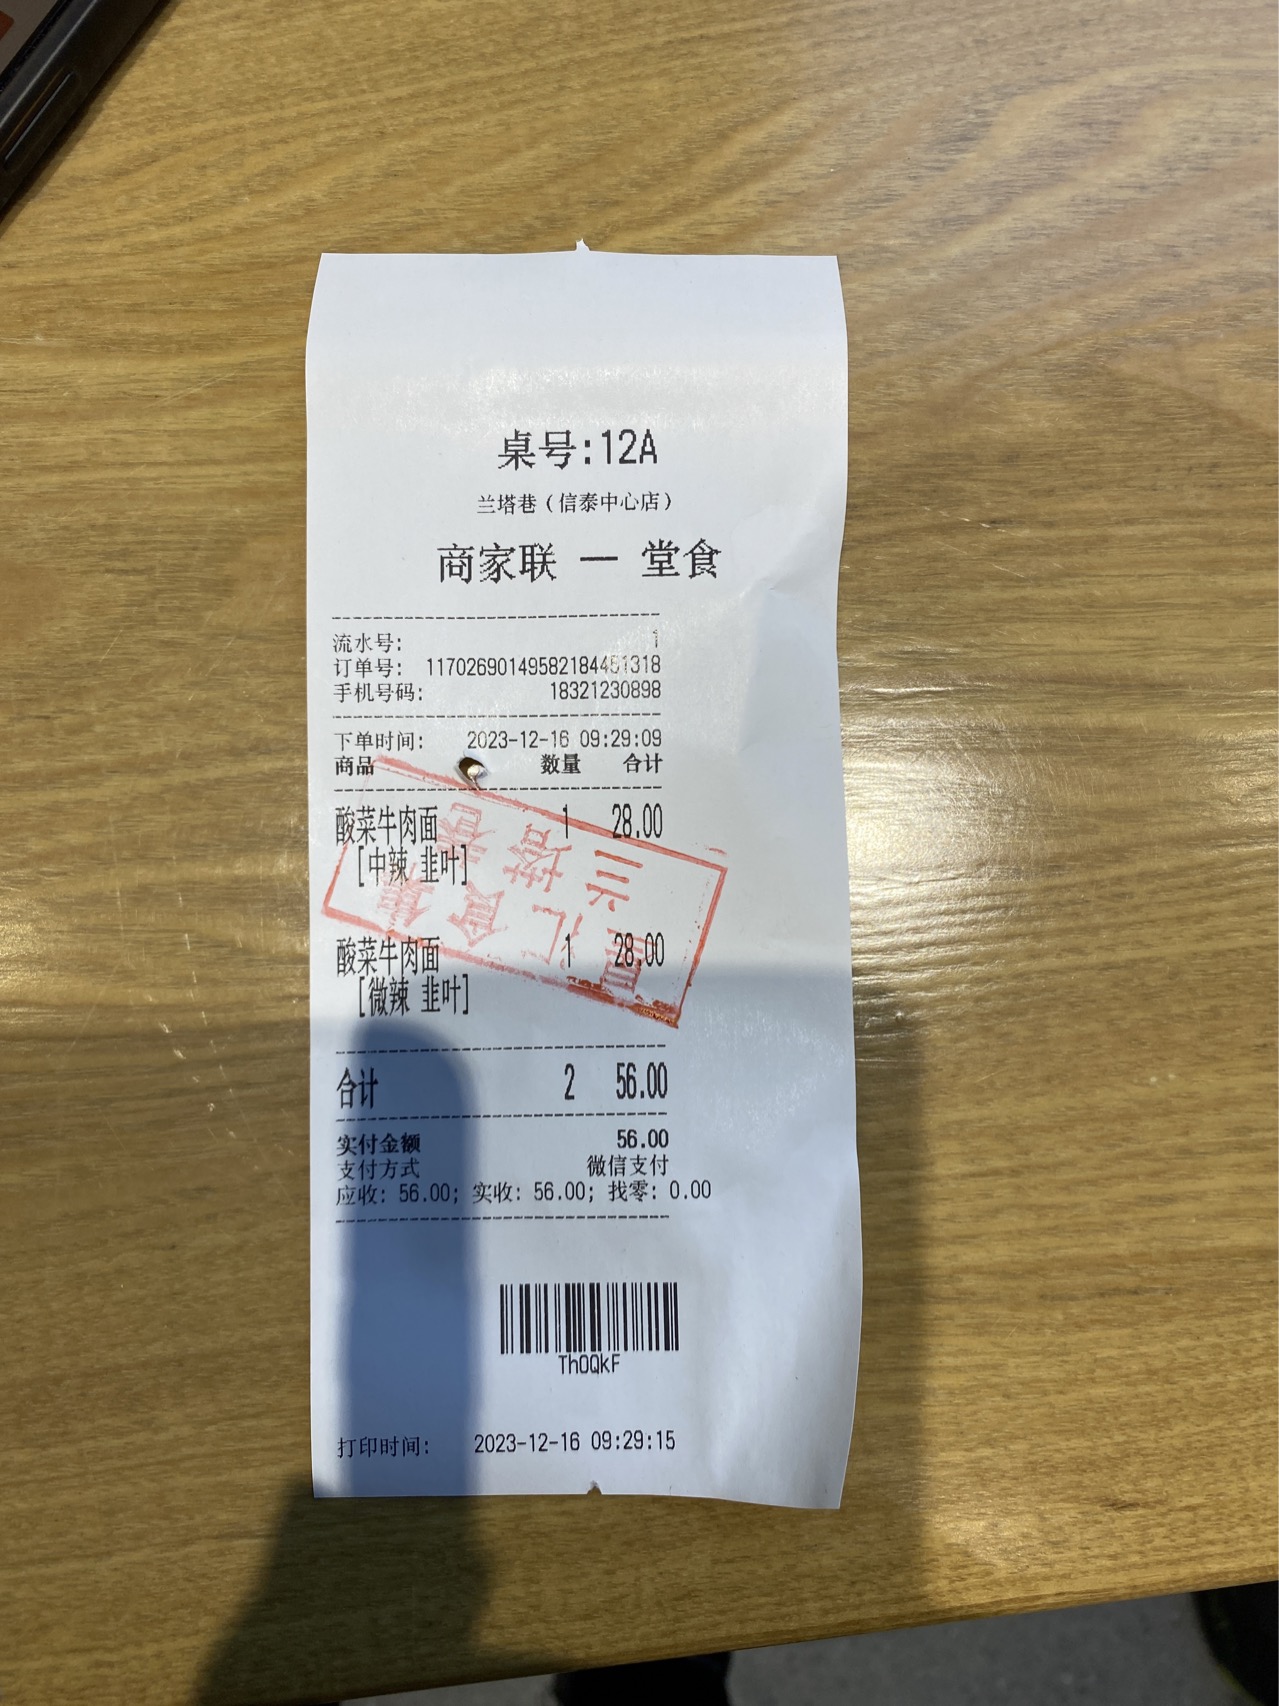 桌号:12A
兰塔巷(信泰中心店)
商家联 — 堂食
流水号: 1
订单号: 11702690149582184451318
手机号码: 18321230898
下单时间: 2023-12-16 09:29:09
商品 数量 合计
酸菜牛肉面 1 28.00
[中辣 韭叶]
酸菜牛肉面 1 28.00
[微辣 韭叶]
合计 2 56.00
实付金额 56.00
支付方式 微信支付
应收: 56.00; 实收: 56.00; 找零: 0.00
ThOQkF
打印时间: 2023-12-16 09:29:15